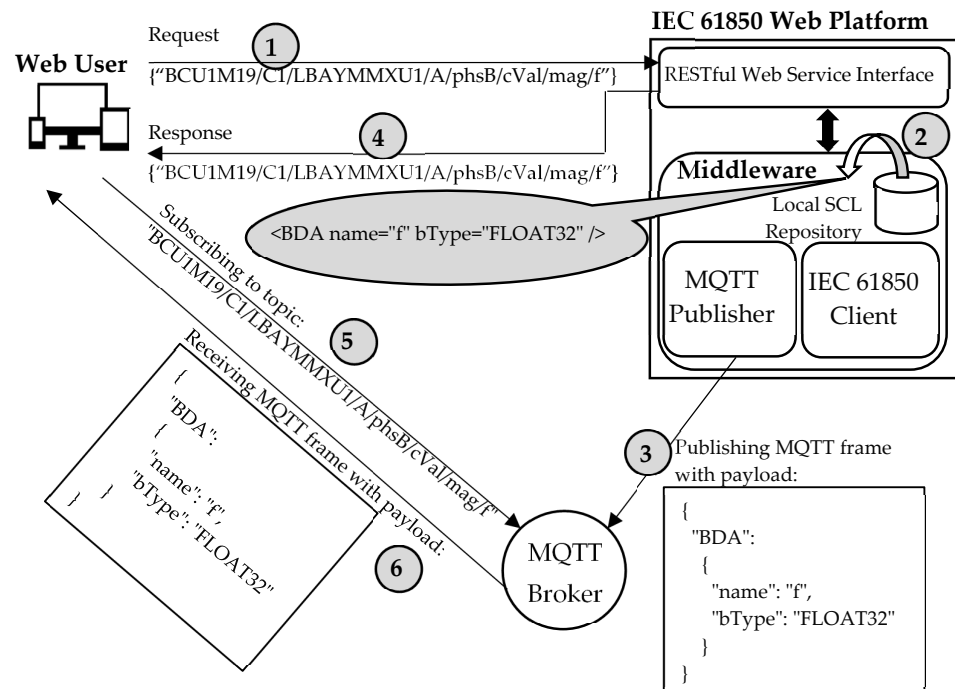 IEC 61850 Web Platform
Web User
Request
1
{“BCU1M19/C1/LBAYMMXU1/A/phsB/cVal/mag/f”}
RESTful Web Service Interface
Response
4
{“BCU1M19/C1/LBAYMMXU1/A/phsB/cVal/mag/f”}
2
Middleware
Local SCL
Repository
<BDA name="f" bType="FLOAT32" />
MQTT
Publisher
IEC 61850
Client
Subscribing to topic:
"BCU1M19/C1/LBAYMMXU1/A/phsB/cVal/mag/f"
5
Receiving MQTT frame with payload:
{
"BDA":
{
"name": "f",
"bType": "FLOAT32"
}
}
6
MQTT
Broker
3
Publishing MQTT frame
with payload:
{
"BDA":
{
"name": "f",
"bType": "FLOAT32"
}
}